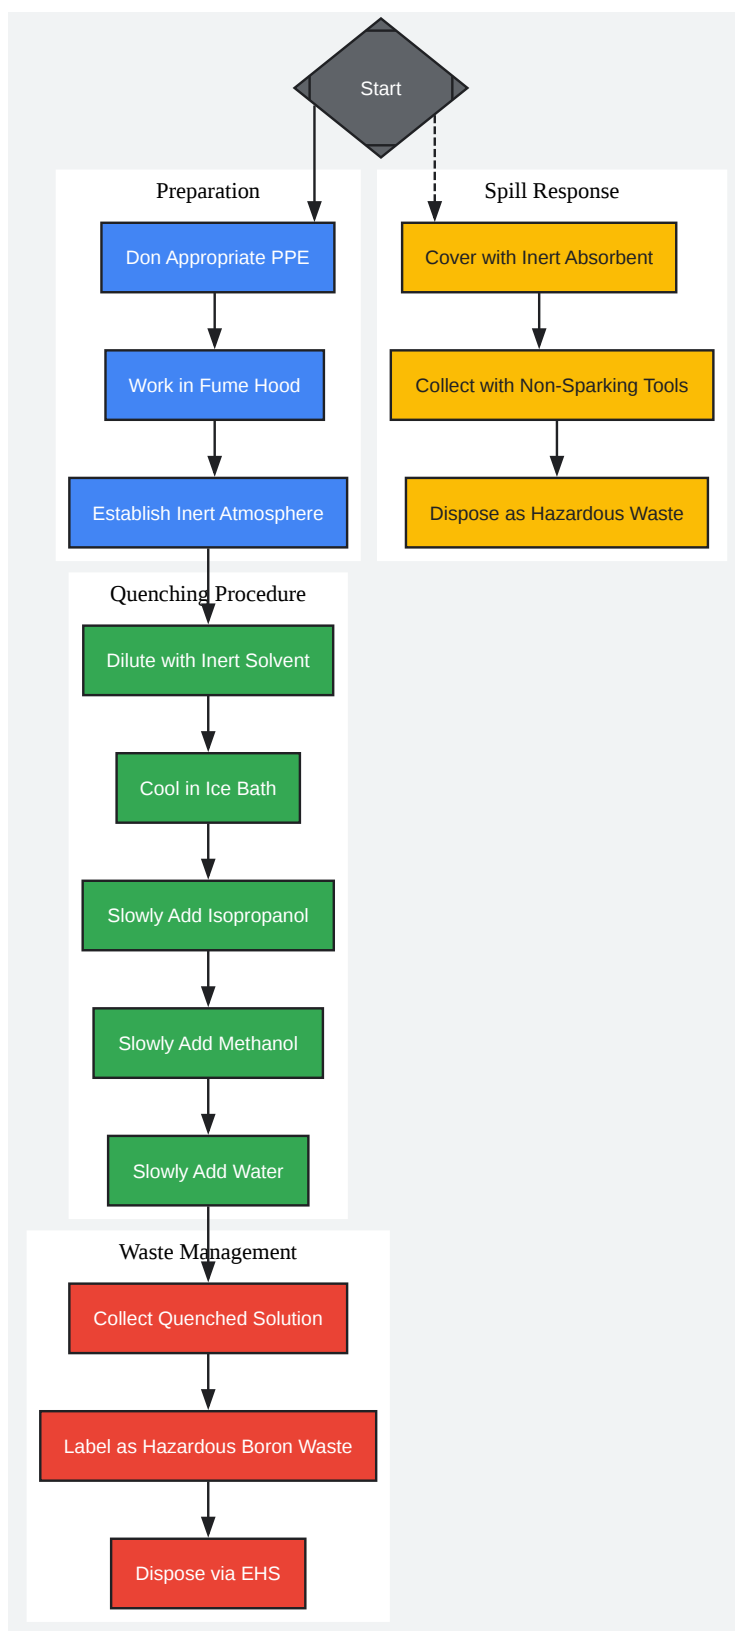 Start
Preparation
Don Appropriate PPE
Work in Fume Hood
Establish Inert Atmosphere
Spill Response
Cover with Inert Absorbent
Collect with Non-Sparking Tools
Dispose as Hazardous Waste
Quenching Procedure
Dilute with Inert Solvent
Cool in Ice Bath
Slowly Add Isopropanol
Slowly Add Methanol
Slowly Add Water
Waste Management
Collect Quenched Solution
Label as Hazardous Boron Waste
Dispose via EHS